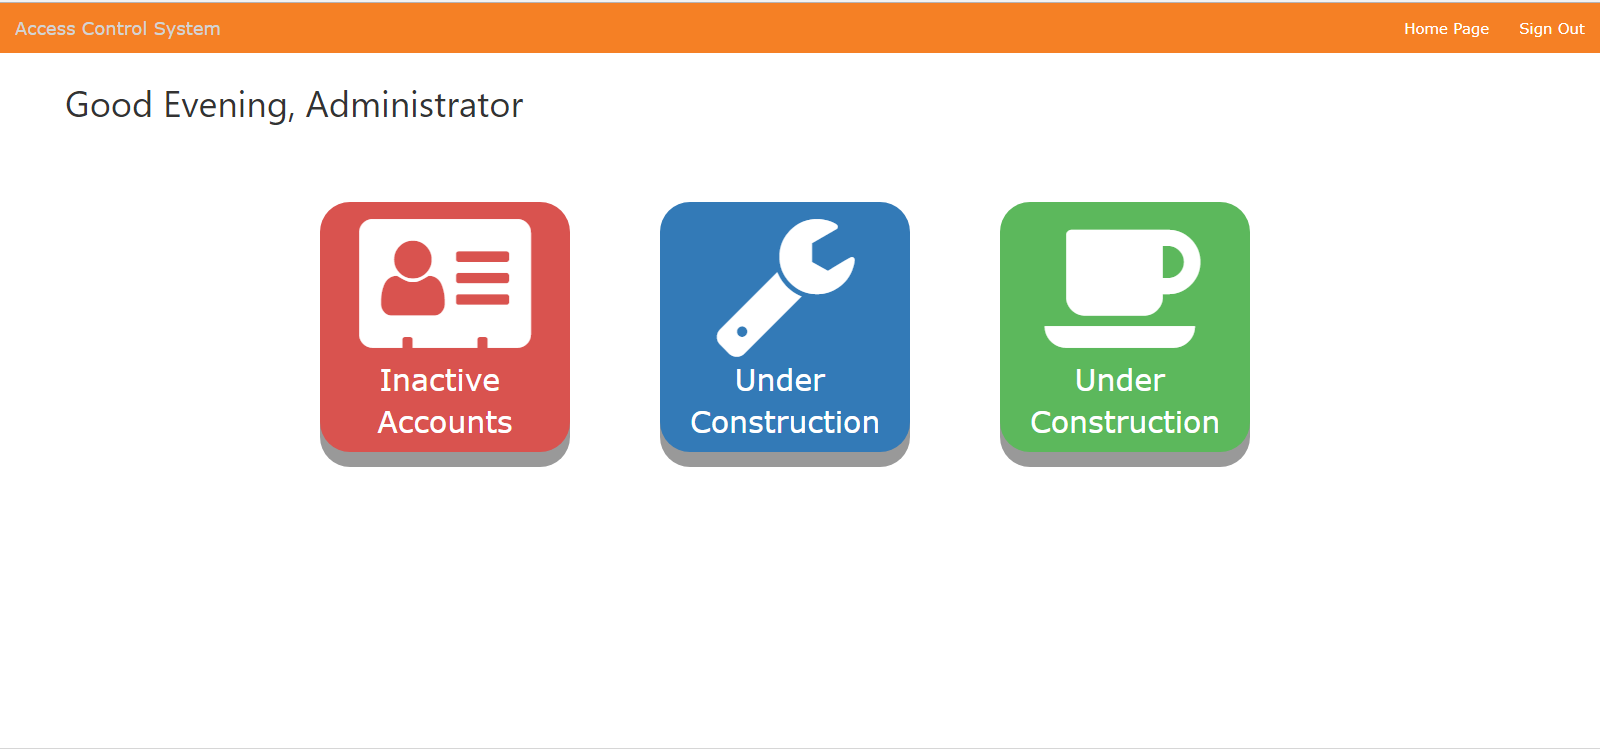 Access Control System
Home Page
Sign Out
Good Evening, Administrator
Inactive
Accounts
Under
Construction
Under
Construction